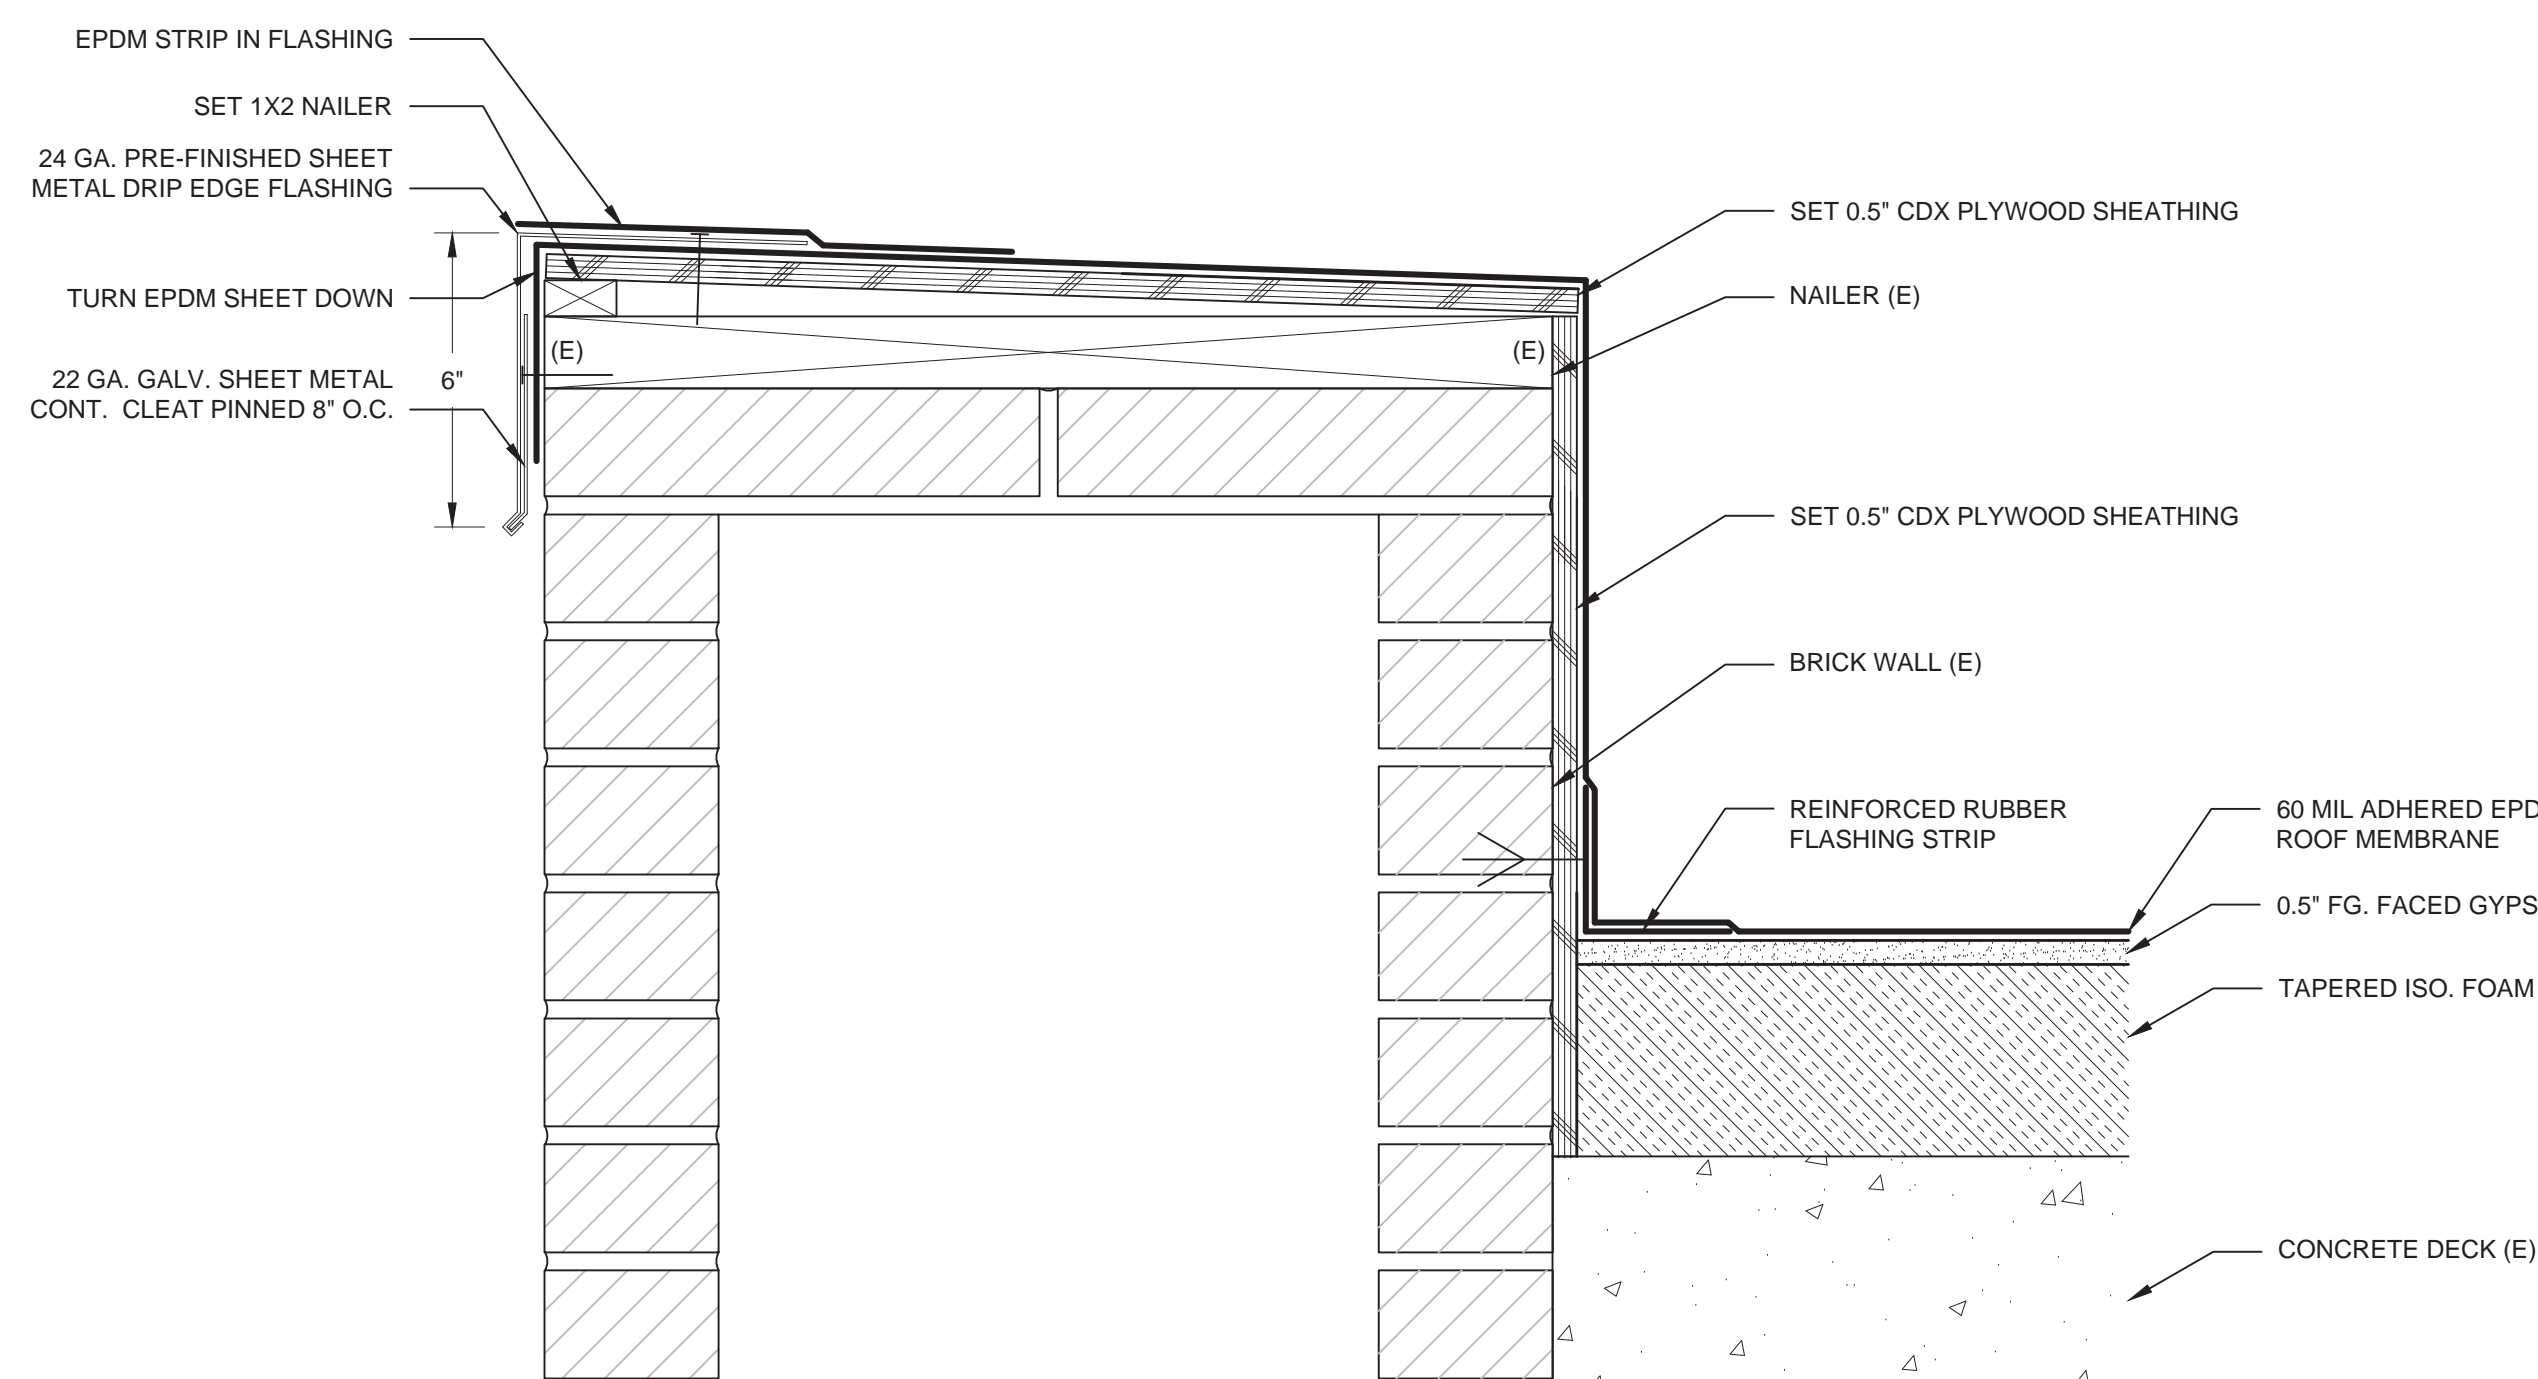 EPDM STRIP IN FLASHING
SET 1X2 NAILER
24 GA. PRE-FINISHED SHEET
METAL DRIP EDGE FLASHING
TURN EPDM SHEET DOWN
22 GA. GALV. SHEET METAL
CONT. CLEAT PINNED 8" O.C.
6"
(E)
(E)
SET 0.5" CDX PLYWOOD SHEATHING
NAILER (E)
SET 0.5" CDX PLYWOOD SHEATHING
BRICK WALL (E)
REINFORCED RUBBER
FLASHING STRIP
60 MIL ADHERED EPD
ROOF MEMBRANE
0.5" FG. FACED GYPS
TAPERED ISO. FOAM
CONCRETE DECK (E)